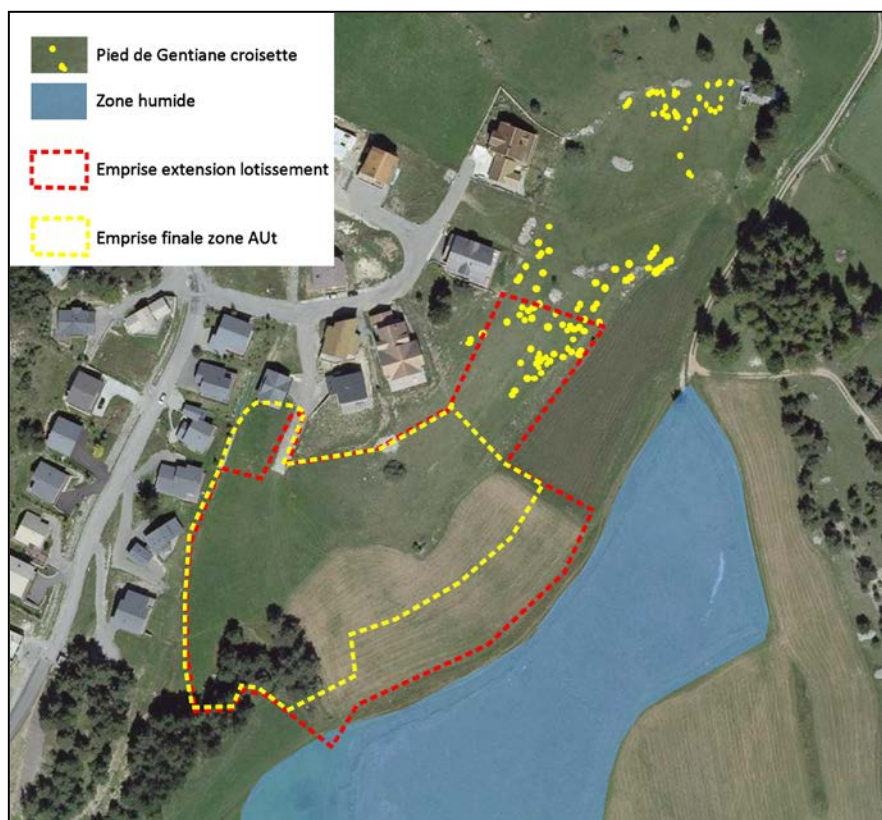 Pied de Gentiane croisette
Zone humide
Emprise extension lotissement
Emprise finale zone AUt